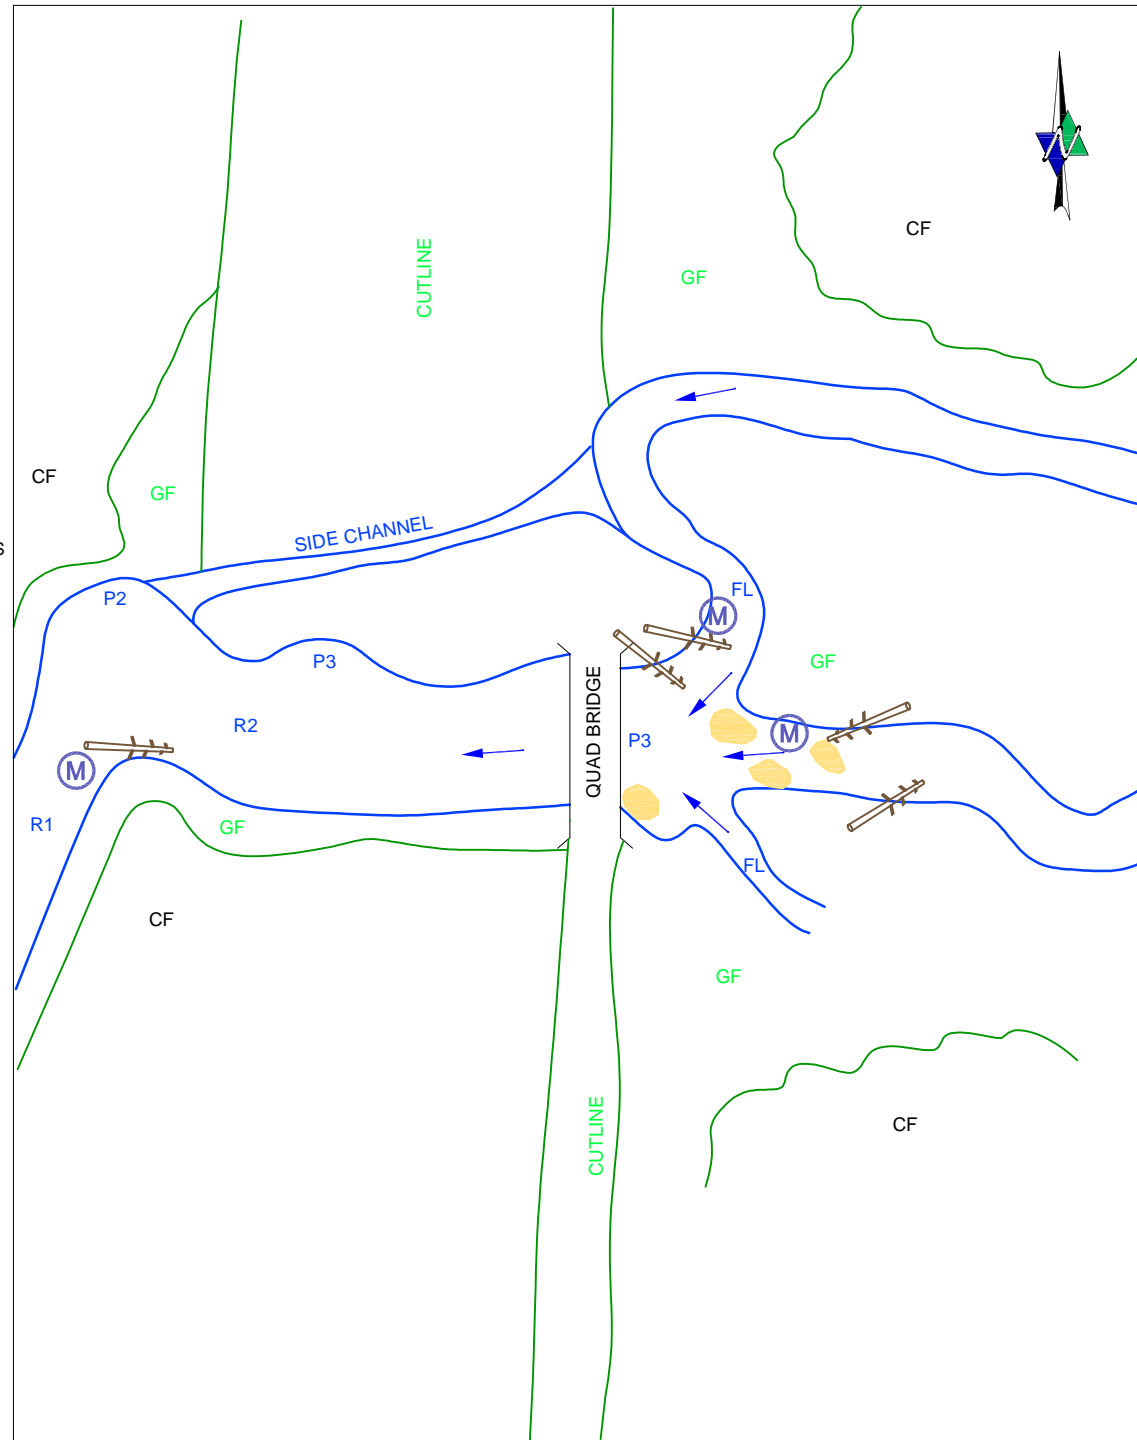 CUTLINE
CF
GF
CF
GF
SIDE CHANNEL
S
P2
FL
M
P3
GF
R2
QUAD BRIDGE
P3
M
M
R1
GF
FL
CF
GF
CUTLINE
CF